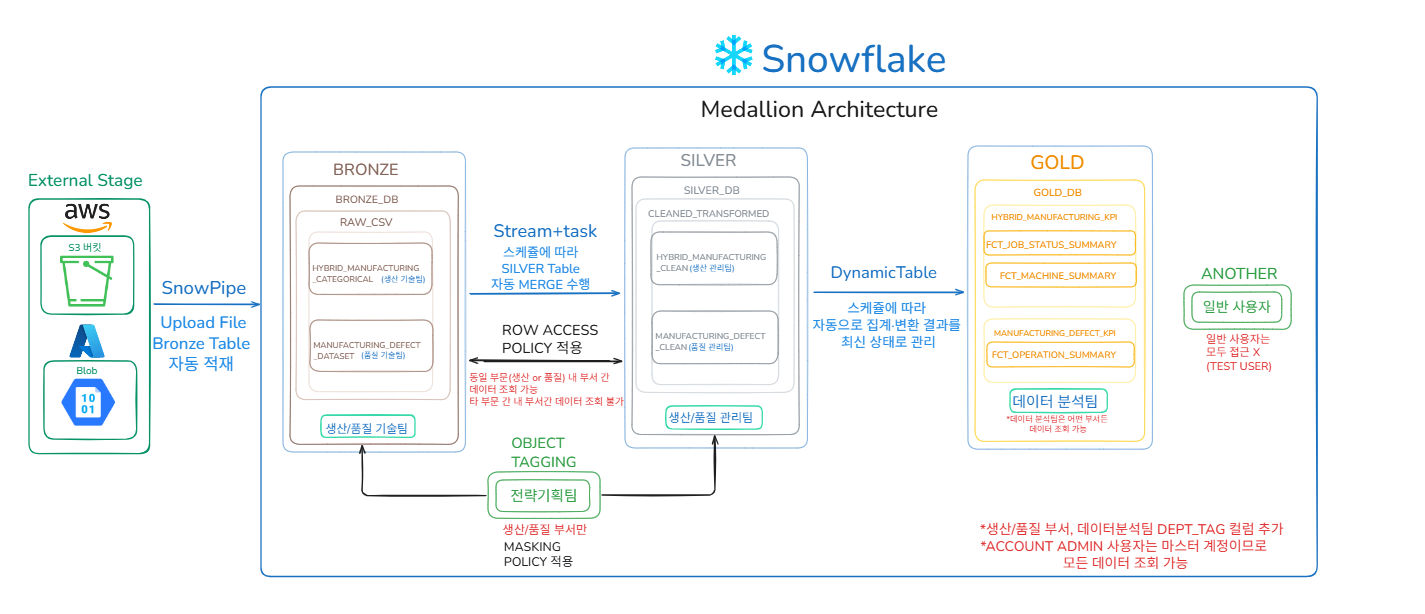 Snowflake
Medallion Architecture
External Stage
aws
S3 버킷
Blob
10
01
SnowPipe
Upload File
Bronze Table
자동 적재
BRONZE
BRONZE_DB
RAW_CSV
HYBRID_MANUFACTURING
_CATEGORICAL (생산 기술팀)
MANUFACTURING_DEFECT
_DATASET (품질 기술팀)
생산/품질 기술팀
Stream+task
스케쥴에 따라
SILVER Table
자동 MERGE 수행
ROW ACCESS
POLICY 적용
동일 부문(생산 or 품질) 내 부서 간
데이터 조회 가능
타 부문 간 내 부서간 데이터 조회 불가
OBJECT
TAGGING
전략기획팀
생산/품질 부서만
MASKING
POLICY 적용
SILVER
SILVER_DB
CLEANED_TRANSFORMED
HYBRID_MANUFACTURING
_CLEAN (생산 관리팀)
MANUFACTURING_DEFECT
_CLEAN (품질 관리팀)
생산/품질 관리팀
DynamicTable
스케쥴에 따라
자동으로 집계·변환 결과를
최신 상태로 관리
GOLD
GOLD_DB
HYBRID_MANUFACTURING_KPI
FCT_JOB_STATUS_SUMMARY
FCT_MACHINE_SUMMARY
MANUFACTURING_DEFECT_KPI
FCT_OPERATION_SUMMARY
데이터 분석팀
*데이터 분석팀은 어떤 부서든
데이터 조회 가능
ANOTHER
일반 사용자
일반 사용자는
모두 접근 X
(TEST USER)
*생산/품질 부서, 데이터분석팀 DEPT_TAG 컬럼 추가
*ACCOUNT ADMIN 사용자는 마스터 계정이므로
모든 데이터 조회 가능